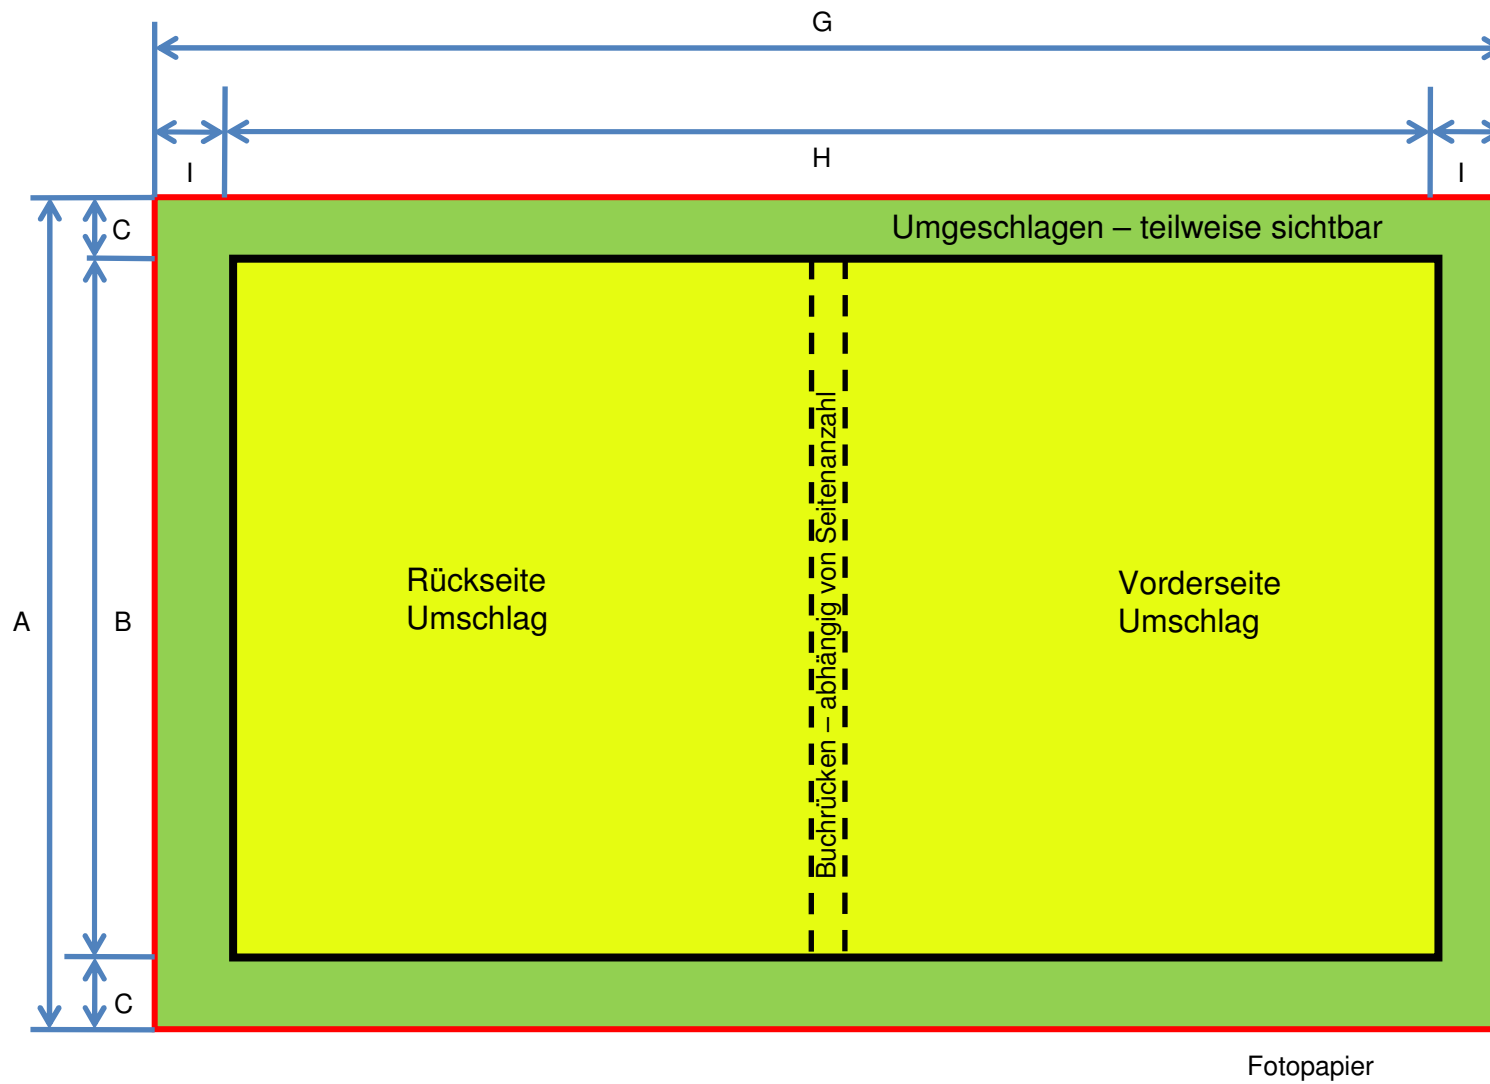 G
H
I
I
C
Umgeschlagen – teilweise sichtbar
Buchrücken – abhängig von Seitenanzahl
Rückseite
Umschlag
Vorderseite
Umschlag
A
B
C
Fotopapier